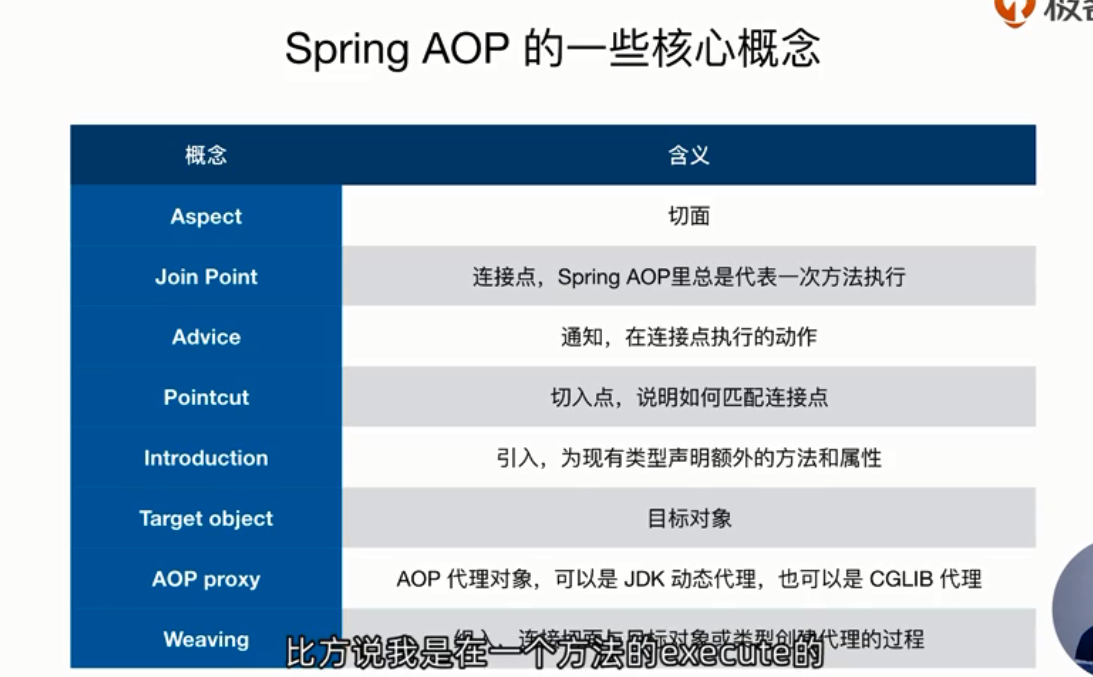 极客
Spring AOP 的一些核心概念
概念 含义
Aspect 切面
Join Point 连接点，Spring AOP里总是代表一次方法执行
Advice 通知，在连接点执行的动作
Pointcut 切入点，说明如何匹配连接点
Introduction 引入，为现有类型声明额外的方法和属性
Target object 目标对象
AOP proxy AOP 代理对象，可以是 JDK 动态代理，也可以是 CGLIB 代理
Weaving 织入，连接切面与目标对象或类型创建代理的过程
比方说我是在一个方法的execute的